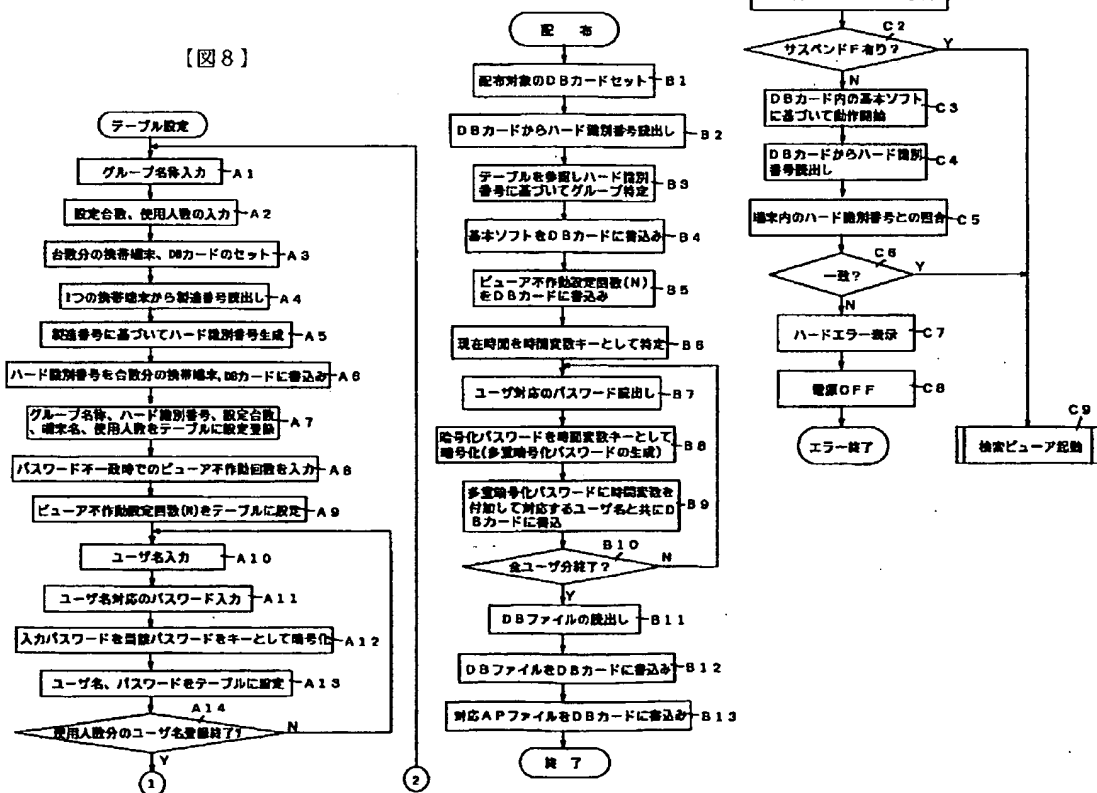 【図8】
テーブル設定
グループ名称入力
A1
設定台数、使用人数の入力
A2
台数分の携帯端末、DBカードのセット
A3
1つの携帯端末から製造番号読出し
A4
製造番号に基づいてハード識別番号生成
A5
ハード識別番号を台数分の携帯端末、DBカードに書込み
A6
グループ名称、ハード識別番号、設定台数
、端末名、使用人数をテーブルに設定登録
A7
パスワード不一致時でのビューア不作動回数を入力
A8
ビューア不作動設定回数(N)をテーブルに設定
A9
ユーザ名入力
A10
ユーザ名対応のパスワード入力
A11
入力パスワードを当該パスワードをキーとして暗号化
A12
ユーザ名、パスワードをテーブルに設定
A13
A14
使用人数分のユーザ名登録終了?
N
Y
1
2
配布
配布対象のDBカードセット
B1
DBカードからハード識別番号読出し
B2
テーブルを参照しハード識別
番号に基づいてグループ特定
B3
基本ソフトをDBカードに書込み
B4
ビューア不作動設定回数(N)
をDBカードに書込み
B5
現在時間を時間変数キーとして特定
B6
ユーザ対応のパスワード読出し
B7
暗号化パスワードを時間変数キーとして
暗号化(多重暗号化パスワードの生成)
B8
多重暗号化パスワードに時間変数を
付加して対応するユーザ名と共にD
Bカードに書込
B9
B10
全ユーザ分終了?
N
Y
DBファイルの読出し
B11
DBファイルをDBカードに書込み
B12
対応APファイルをDBカードに書込み
B13
終了
C2
サスペンドF有り?
Y
N
DBカード内の基本ソフト
に基づいて動作開始
C3
DBカードからハード識別
番号読出し
C4
端末内のハード識別番号との照合
C5
C6
一致?
Y
N
ハードエラー表示
C7
電源OFF
C8
エラー終了
C9
検索ビューア起動